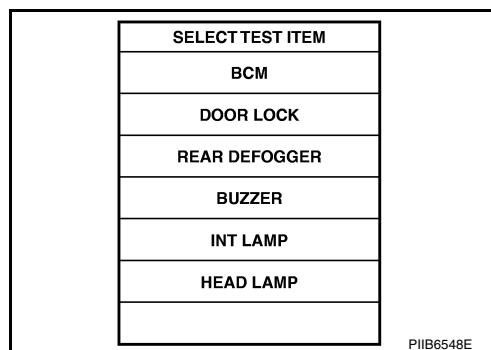 SELECT TEST ITEM
BCM
DOOR LOCK
REAR DEFOGGER
BUZZER
INT LAMP
HEAD LAMP
PIIB6548E